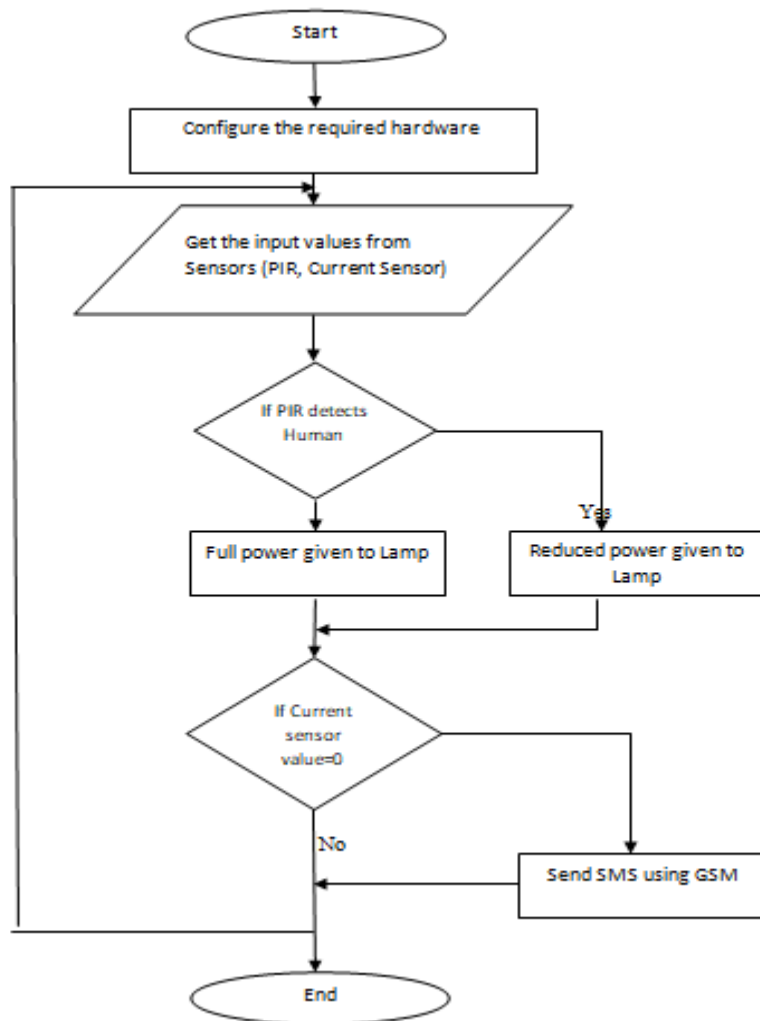 Start
Configure the required hardware
Get the input values from
Sensors (PIR, Current Sensor)
If PIR detects
Human
Yes
Full power given to Lamp
Reduced power given to
Lamp
If Current
sensor
value=0
No
Send SMS using GSM
End